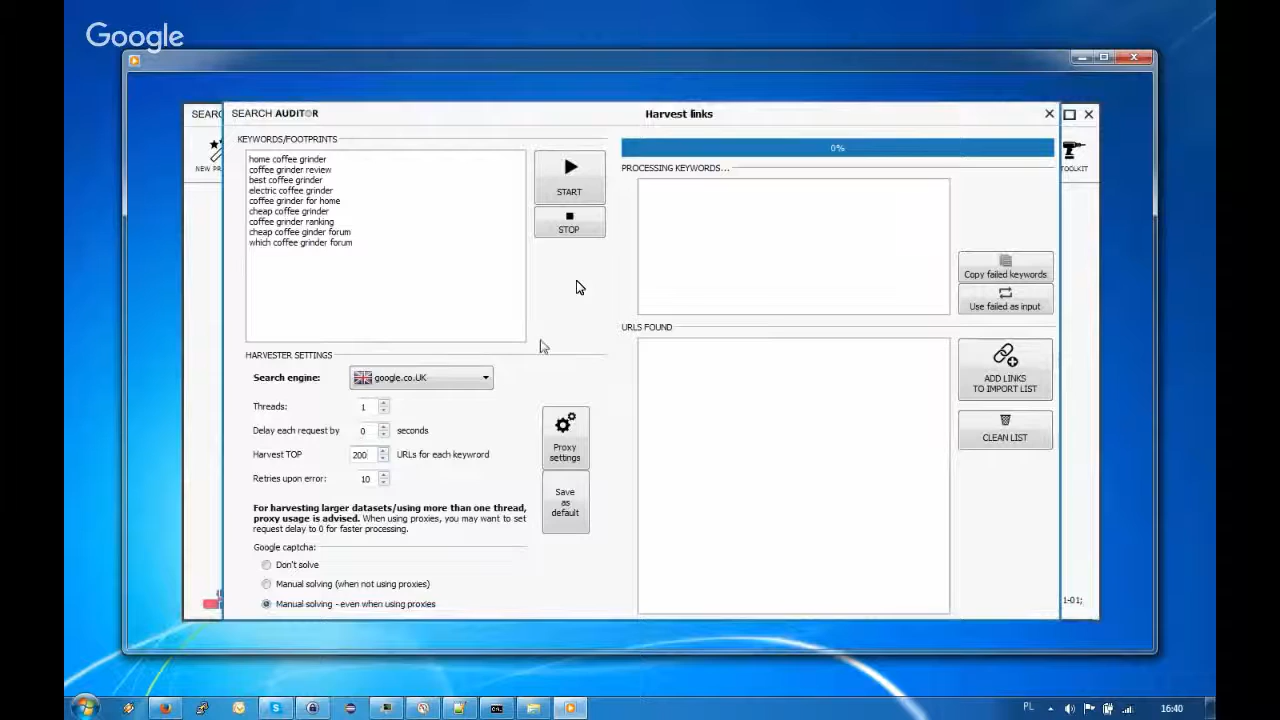 Google
SEARC
SEARCH AUDITOR
Harvest links
NEW PR
TOOLKIT
KEYWORDS/FOOTPRINTS
home coffee grinder
coffee grinder review
best coffee grinder
electric coffee grinder
coffee grinder for home
cheap coffee grinder
coffee grinder ranking
cheap coffee grinder forum
which coffee grinder forum
START
STOP
0%
PROCESSING KEYWORDS...
Copy failed keywords
Use failed as input
URLS FOUND
ADD LINKS
TO IMPORT LIST
CLEAN LIST
HARVESTER SETTINGS
Search engine: google.co.UK
Threads: 1
Delay each request by 0 seconds
Harvest TOP 200 URLs for each keyword
Retries upon error: 10
Proxy
settings
Save
as
default
For harvesting larger datasets/using more than one thread,
proxy usage is advised. When using proxies, you may want to set
request delay to 0 for faster processing.
Google captcha:
Don't solve
Manual solving (when not using proxies)
Manual solving - even when using proxies
1-01;
PL
16:40